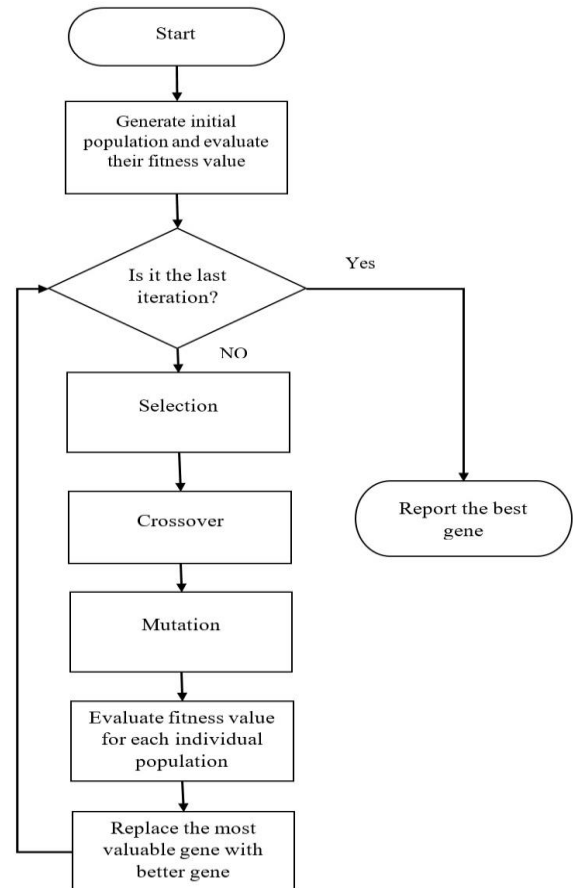 Start
Generate initial
population and evaluate
their fitness value
Is it the last
iteration?
Yes
NO
Selection
Crossover
Mutation
Evaluate fitness value
for each individual
population
Replace the most
valuable gene with
better gene
Report the best
gene